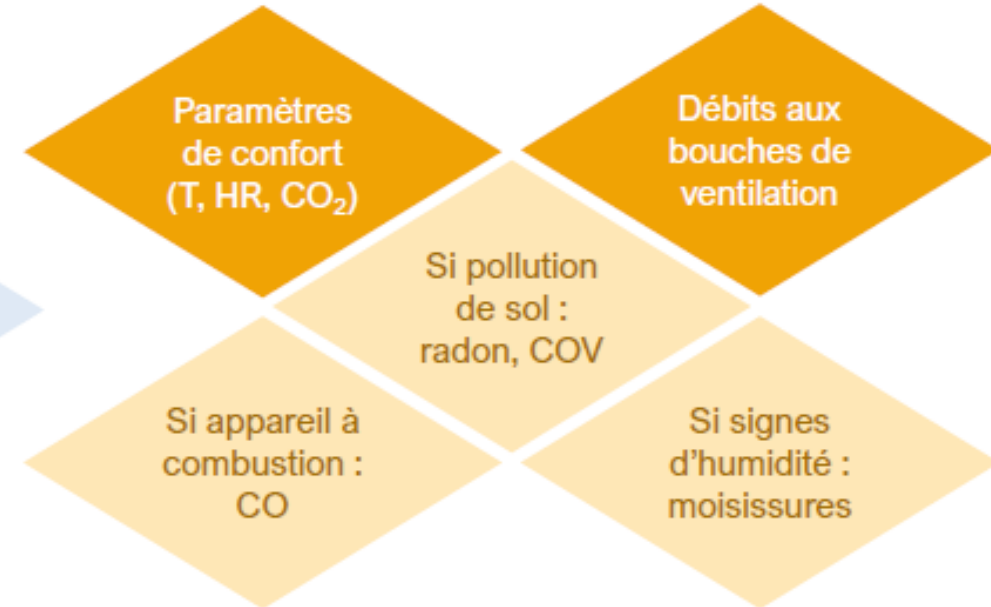 Paramètres
de confort
(T, HR, CO₂)
Débits aux
bouches de
ventilation
Si pollution
de sol :
radon, COV
Si appareil à
combustion :
CO
Si signes
d'humidité :
moisissures